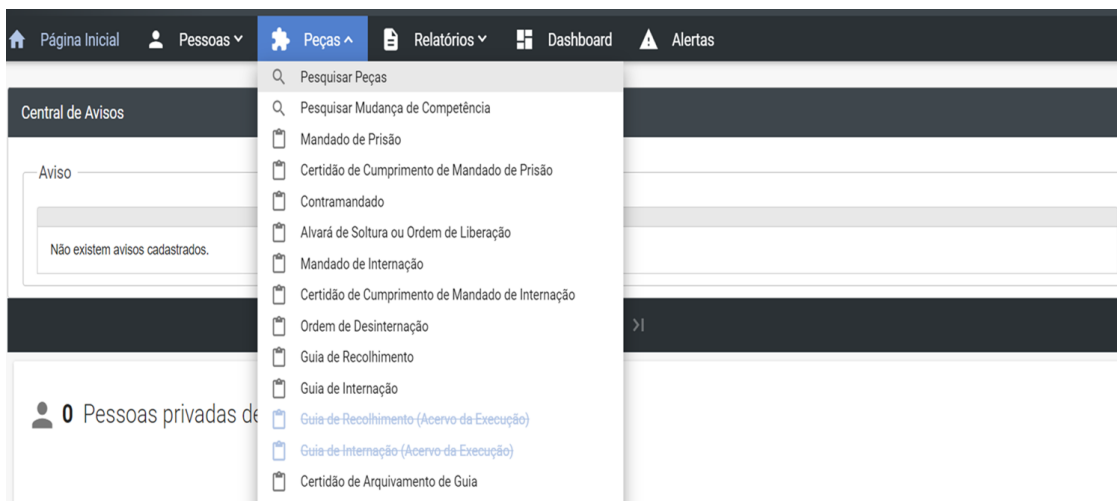 Página Inicial Pessoas Peças Relatórios Dashboard Alertas
Pesquisar Peças
Pesquisar Mudança de Competência
Mandado de Prisão
Certidão de Cumprimento de Mandado de Prisão
Contramandado
Alvará de Soltura ou Ordem de Liberação
Mandado de Internação
Certidão de Cumprimento de Mandado de Internação
Ordem de Desinternação
Guia de Recolhimento
Guia de Internação
Guia de Recolhimento (Acervo da Execução)
Guia de Internação (Acervo da Execução)
Certidão de Arquivamento de Guia
Central de Avisos
Aviso
Não existem avisos cadastrados.
0 Pessoas privadas de